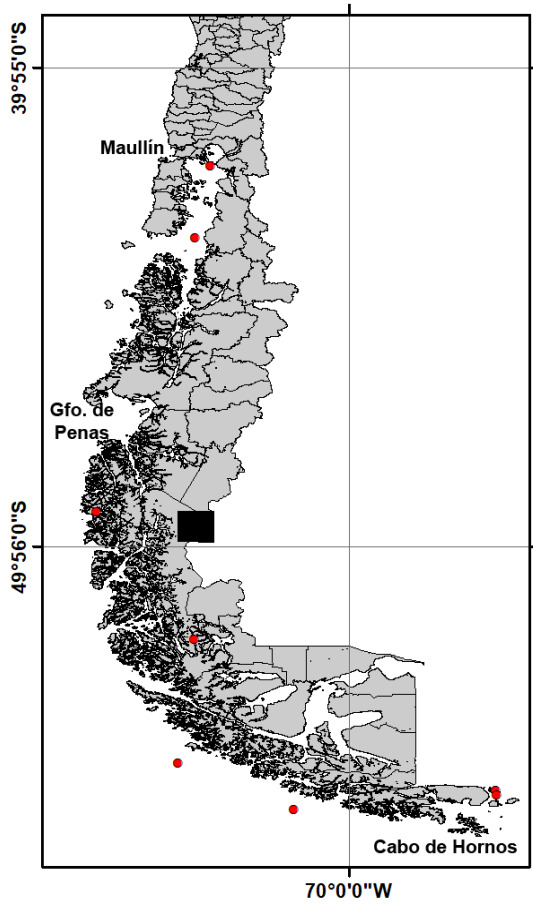 39°55'0"S
Maullín
Gfo. de
Penas
49°56'0"S
Cabo de Hornos
70°0'0"W